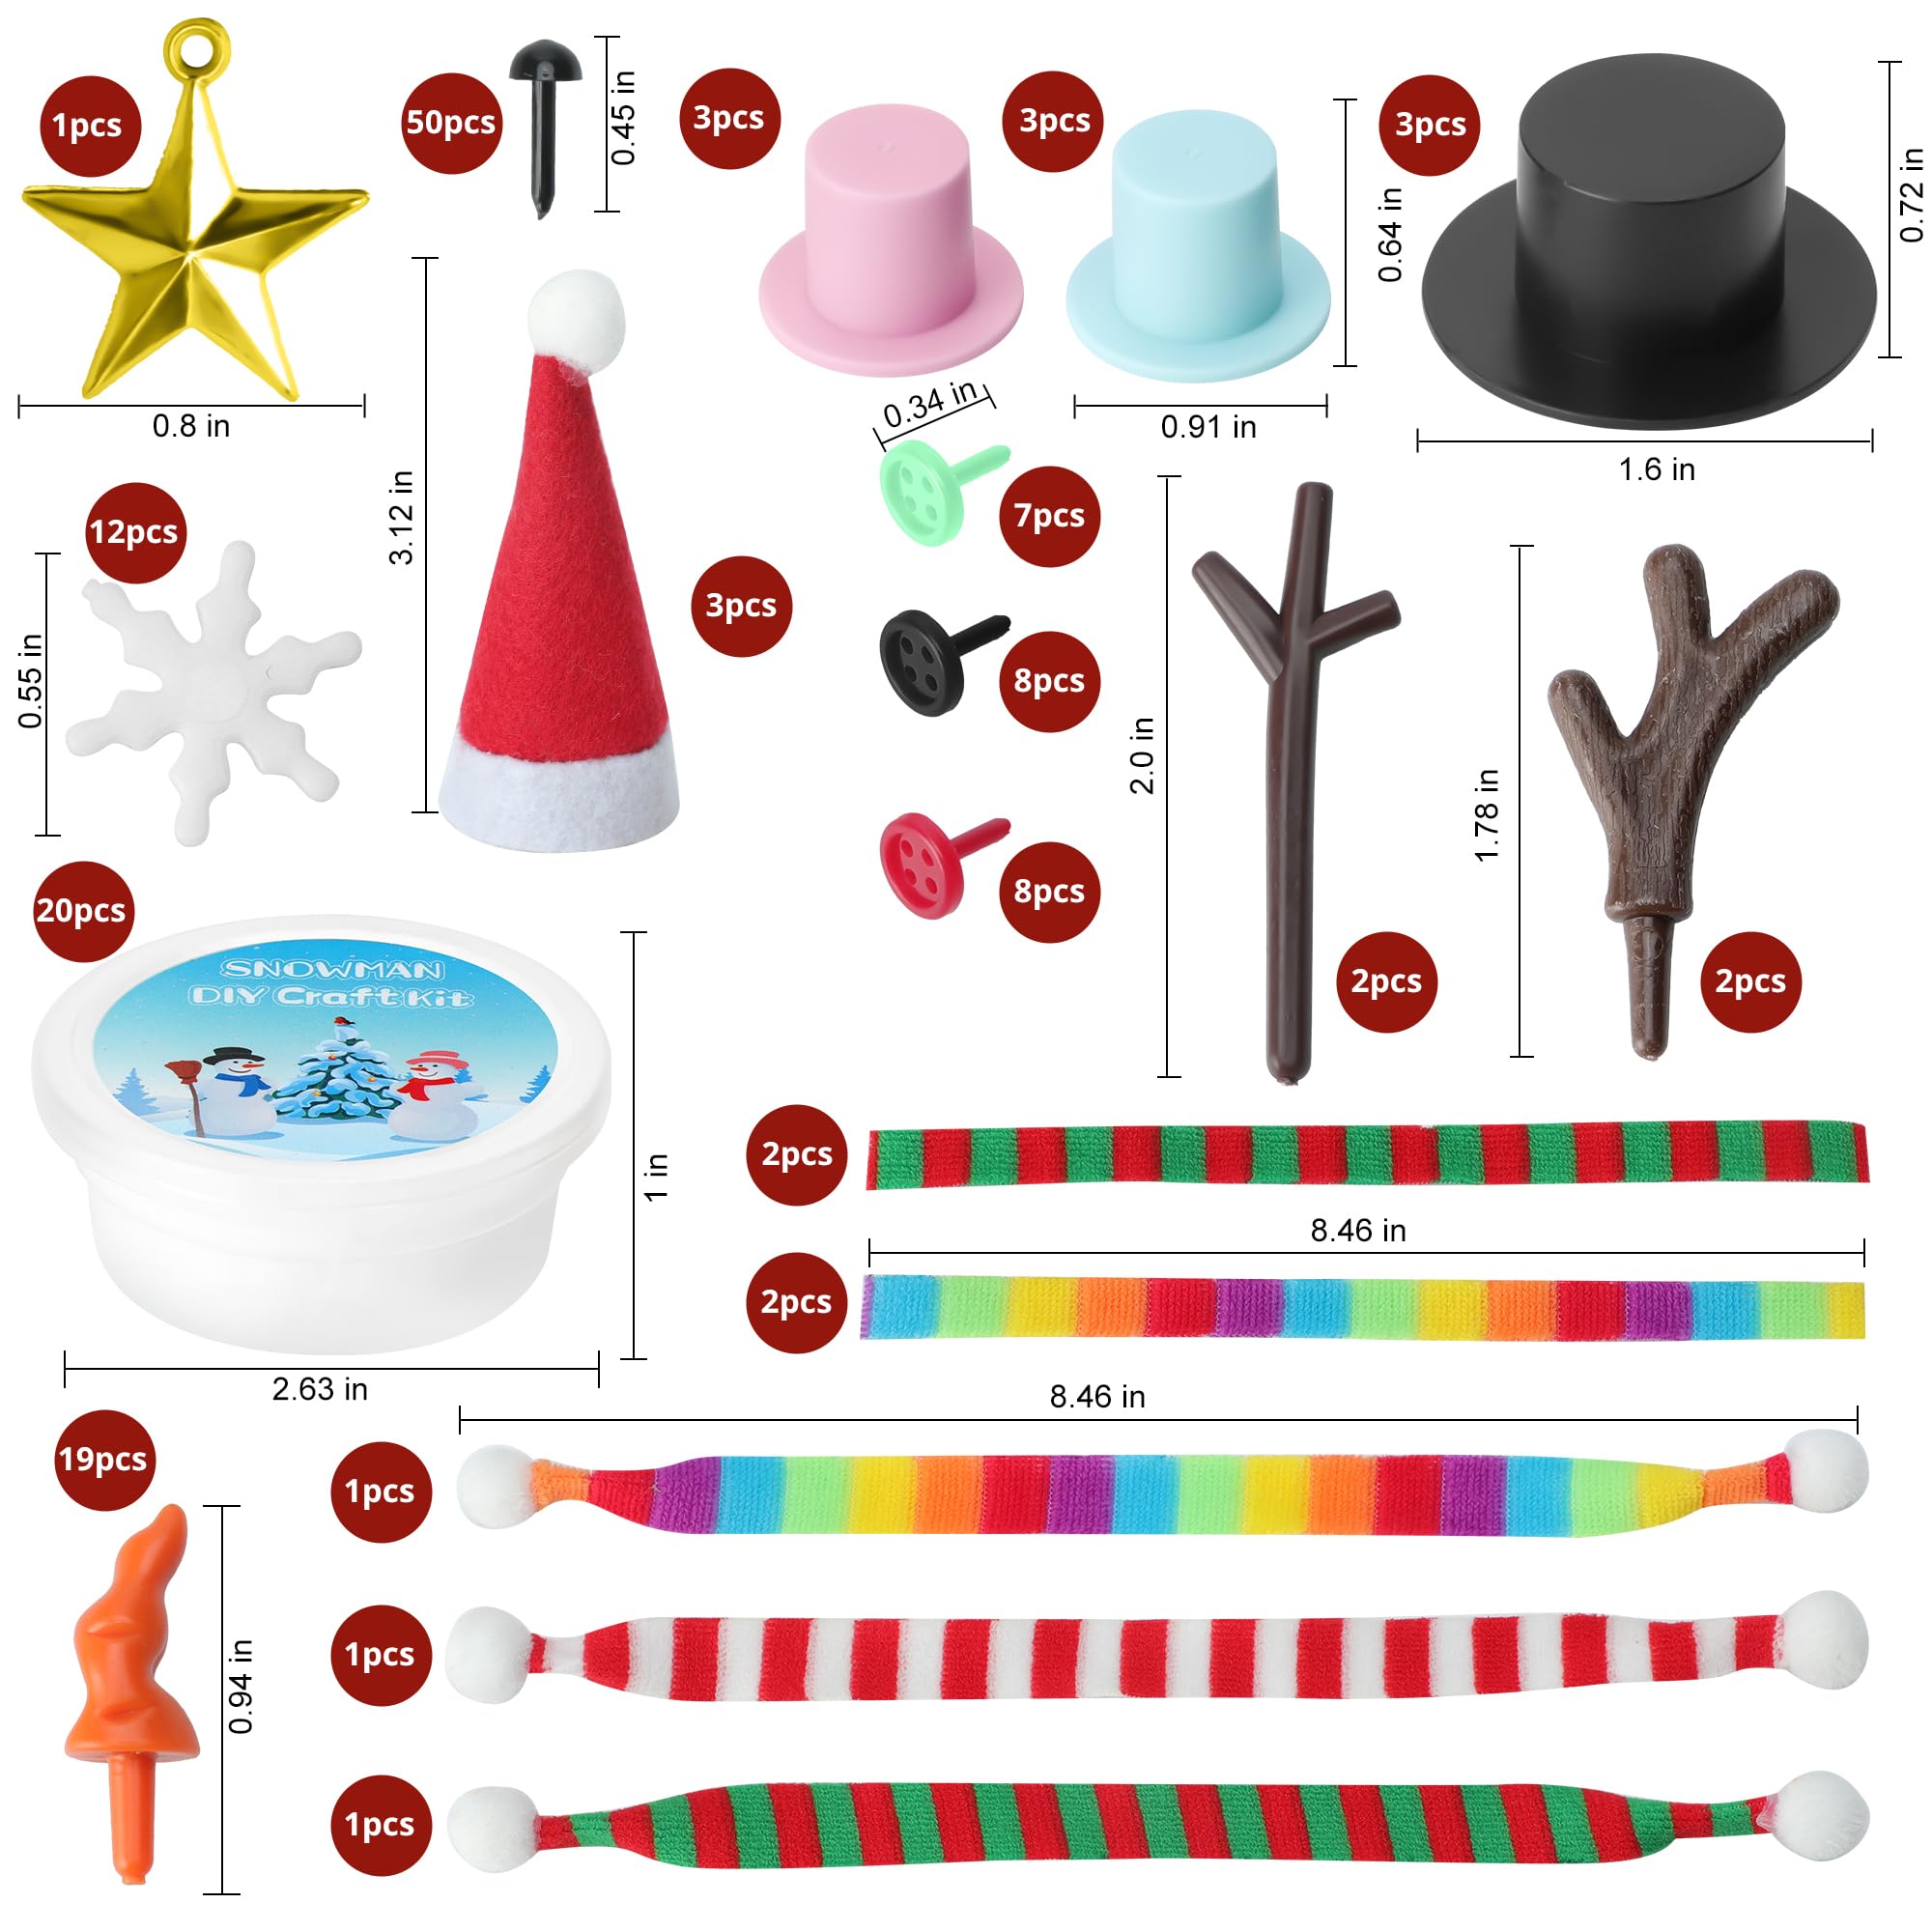 1pcs
0.8 in
50pcs
0.45 in
3pcs
3pcs
0.64 in
0.91 in
3pcs
0.72 in
1.6 in
12pcs
0.55 in
3.12 in
3pcs
0.34 in
7pcs
8pcs
8pcs
2.0 in
2pcs
1.78 in
2pcs
20pcs
SNOWMAN
DIY Craft Kit
1 in
2.63 in
2pcs
8.46 in
2pcs
8.46 in
19pcs
0.94 in
1pcs
1pcs
1pcs